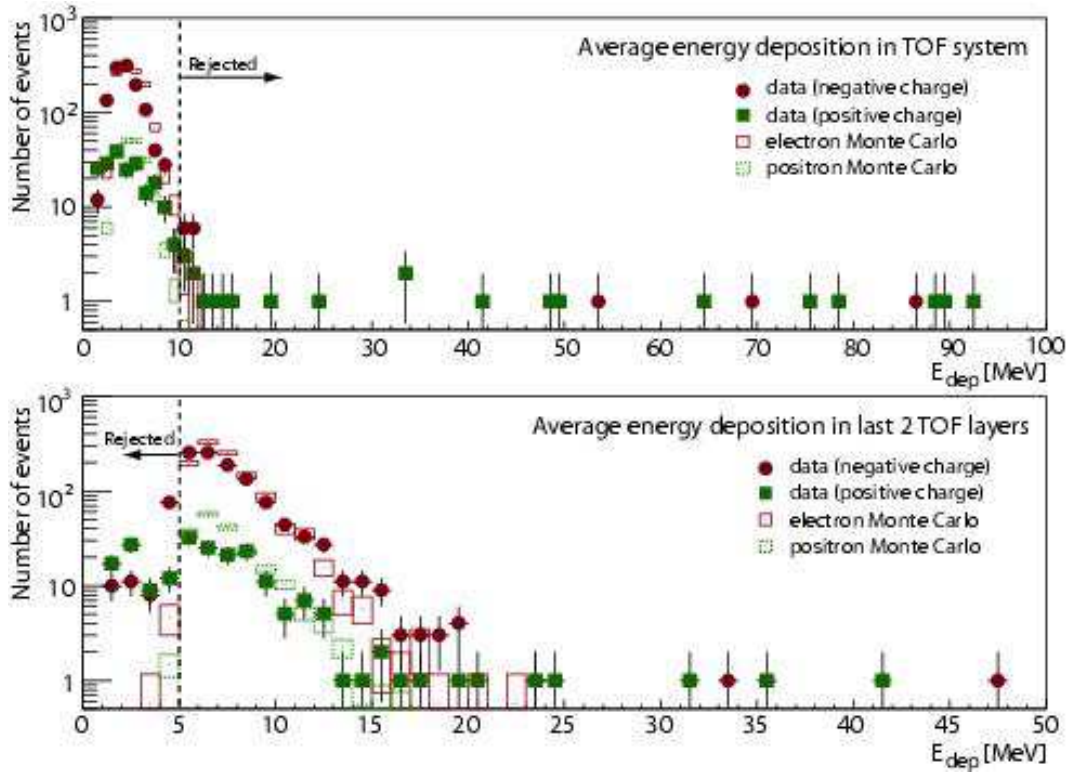 Number of events
10³
10²
10
1
Rejected
Average energy deposition in TOF system
data (negative charge)
data (positive charge)
electron Monte Carlo
positron Monte Carlo
0 10 20 30 40 50 60 70 80 90 100
E_dep [MeV]
Number of events
10³
10²
10
1
Rejected
Average energy deposition in last 2 TOF layers
data (negative charge)
data (positive charge)
electron Monte Carlo
positron Monte Carlo
0 5 10 15 20 25 30 35 40 45 50
E_dep [MeV]